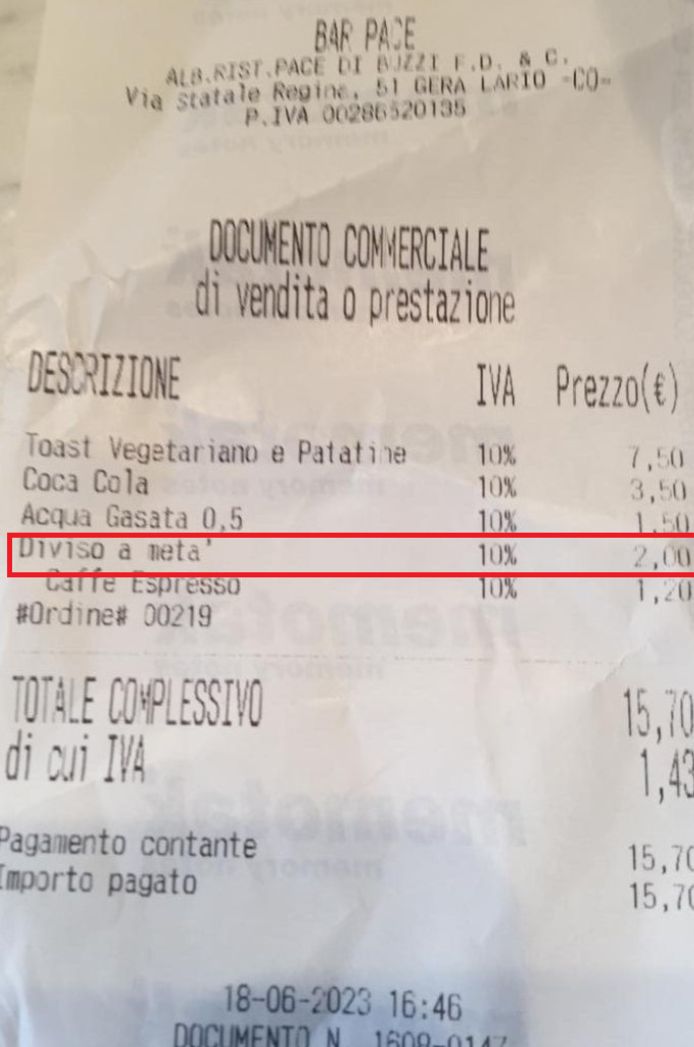 BAR PACE
ALB.RIST.PACE DI BUZZI F.D. & C.
Via Statale Regina, 51 GERA LARIO -CO-
P.IVA 00286520135
DOCUMENTO COMMERCIALE
di vendita o prestazione
DESCRIZIONE IVA Prezzo(€)
Toast Vegetariano e Patatine 10% 7,50
Coca Cola 10% 3,50
Acqua Gasata 0,5 10% 1,50
Diviso a meta' 10% 2,00
Caffe Espresso 10% 1,20
#Ordine# 00219
TOTALE COMPLESSIVO 15,70
di cui IVA 1,43
Pagamento contante 15,70
Importo pagato 15,70
18-06-2023 16:46
DOCUMENTO N. 1609-0147